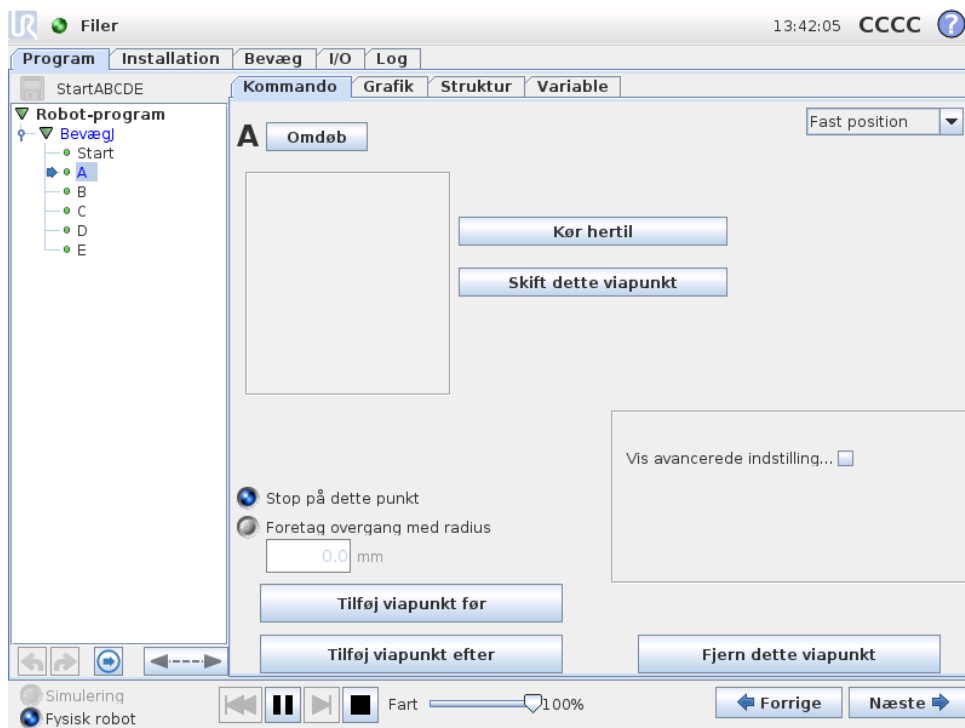 UR Filer 13:42:05 CCCC ?
Program Installation Bevæg I/O Log
StartABCDE
Kommando Grafik Struktur Variable
Robot-program
BevægJ
Start
A
B
C
D
E
A Omdøb
Fast position
Kør hertil
Skift dette viapunkt
Vis avancerede indstilling...
Stop på dette punkt
Foretag overgang med radius
0.0 mm
Tilføj viapunkt før
Tilføj viapunkt efter
Fjern dette viapunkt
Simulering
Fysisk robot
Fart 100%
Forrige
Næste